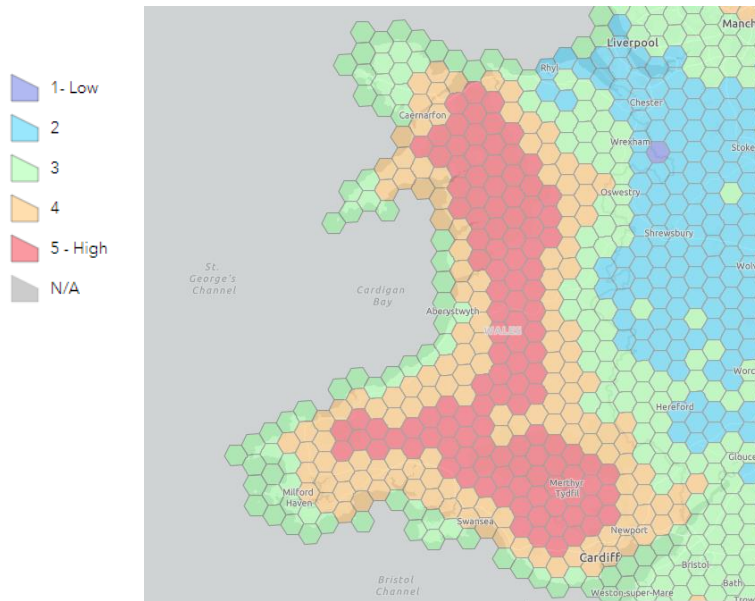 1- Low
2
3
4
5 - High
N/A
Manch
Liverpool
Rhyl
Chester
Caernarfon
Wrexham
Stoke
Oswestry
Shrewsbury
St.
George's
Channel
Wolv
Cardigan
Bay
Aberystwyth
WALES
Worc
Hereford
Glouce
Merthyr
Tydfil
Milford
Haven
Swansea
Newport
Cardiff
Bristol
Bristol
Channel
Bath
Weston-super-Mare
Trow